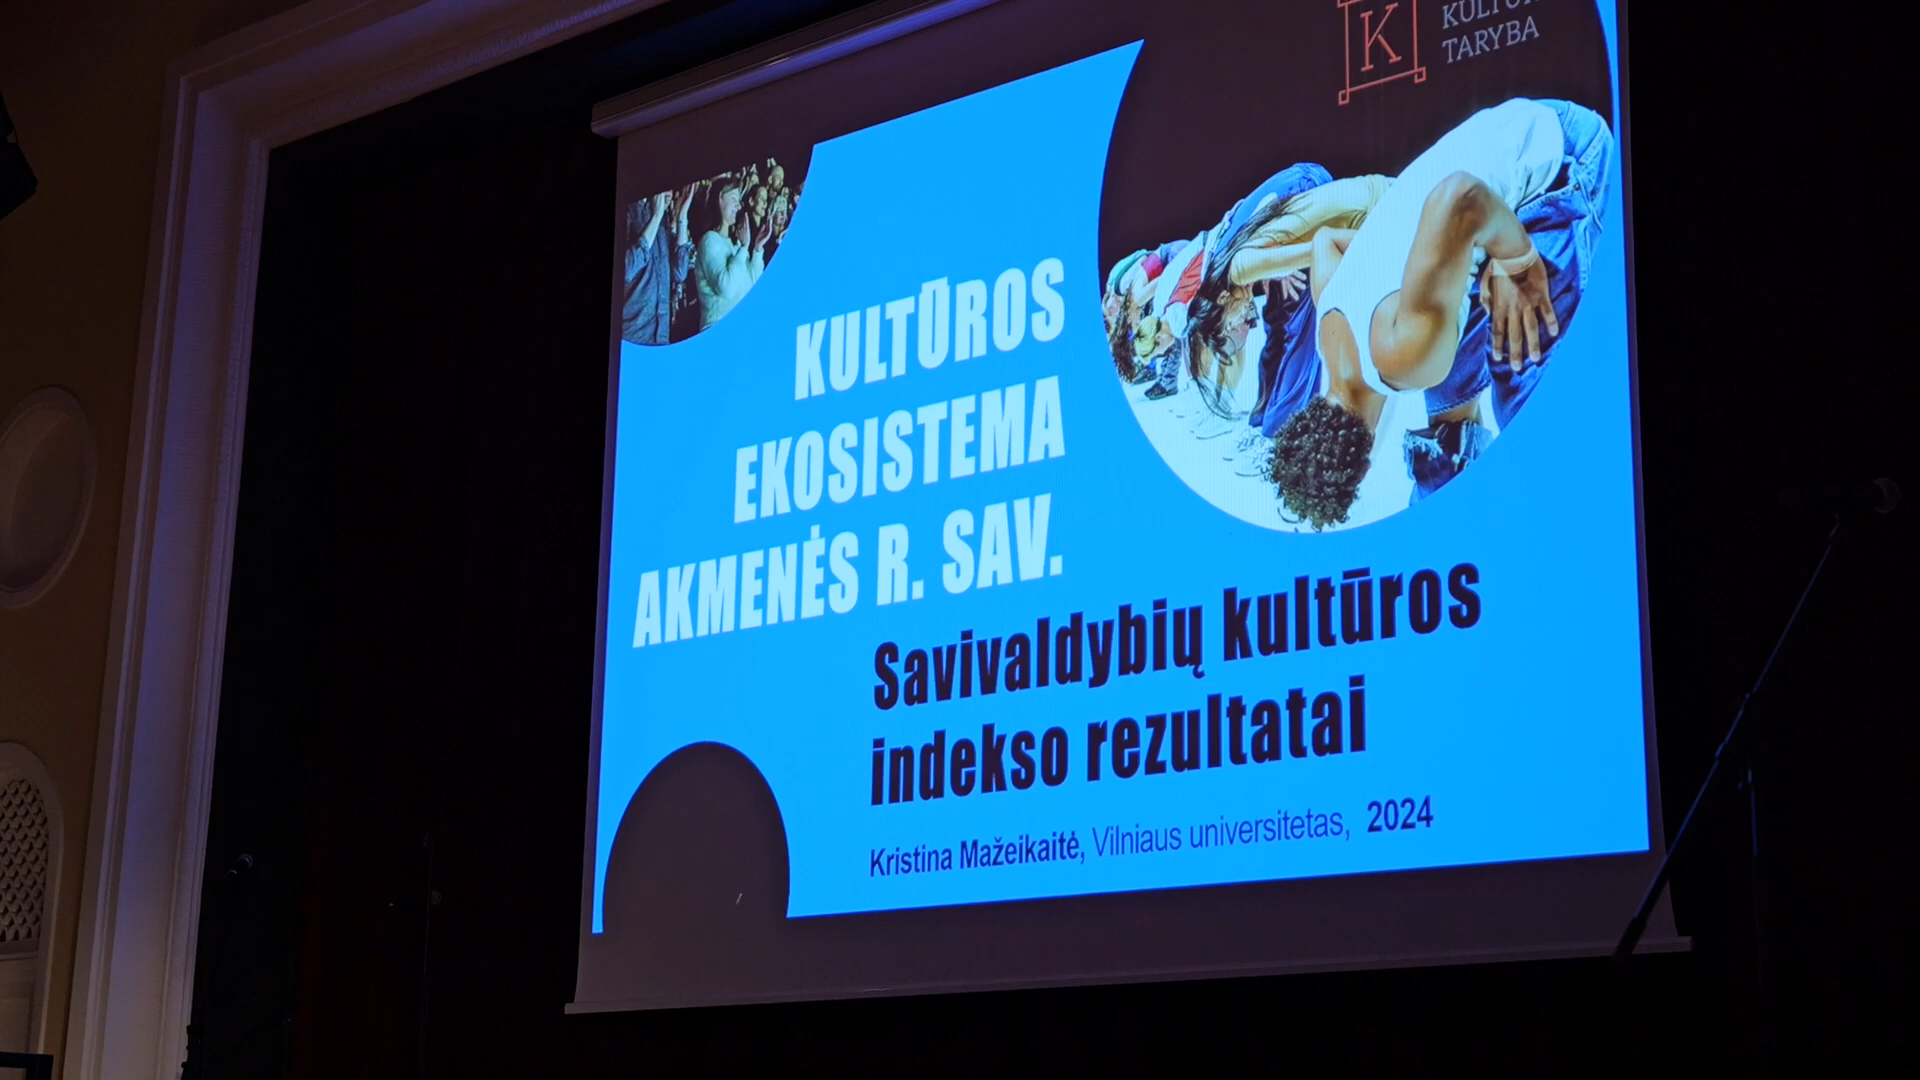 K
TARYBA
KULTŪROS
EKOSISTEMA
AKMENĖS R. SAV.
Savivaldybių kultūros
indekso rezultatai
Kristina Mažeikaitė, Vilniaus universitetas, 2024